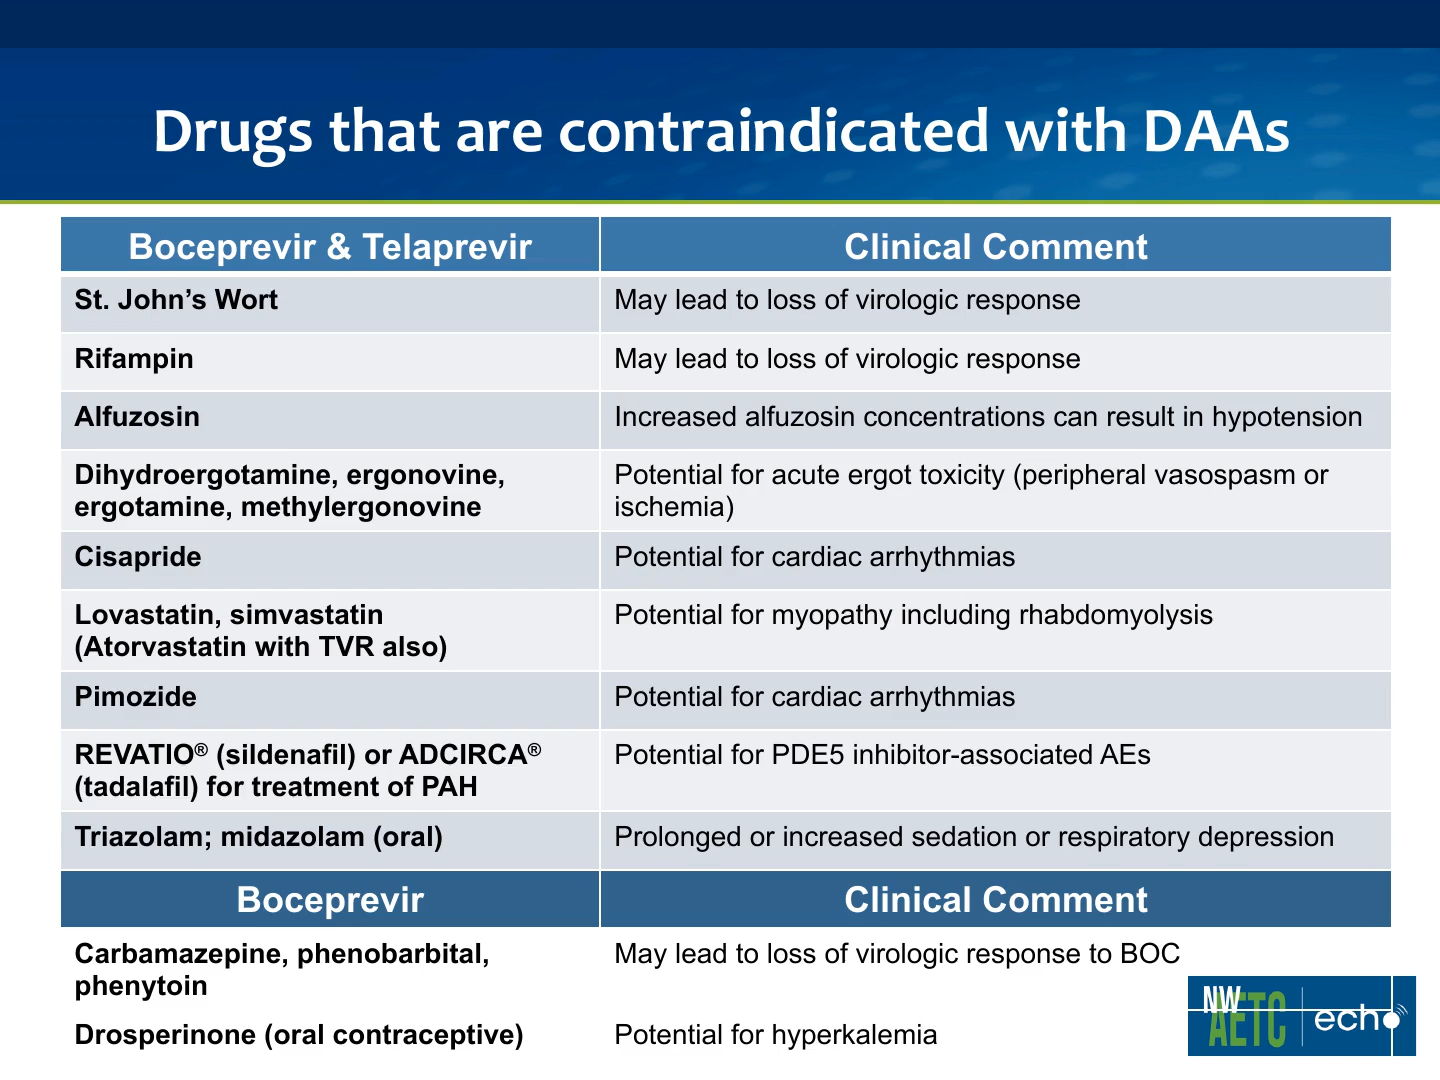 Drugs that are contraindicated with DAAs
Boceprevir & Telaprevir
Clinical Comment
St. John’s Wort
May lead to loss of virologic response
Rifampin
May lead to loss of virologic response
Alfuzosin
Increased alfuzosin concentrations can result in hypotension
Dihydroergotamine, ergonovine,
ergotamine, methylergonovine
Potential for acute ergot toxicity (peripheral vasospasm or
ischemia)
Cisapride
Potential for cardiac arrhythmias
Lovastatin, simvastatin
(Atorvastatin with TVR also)
Potential for myopathy including rhabdomyolysis
Pimozide
Potential for cardiac arrhythmias
REVATIO® (sildenafil) or ADCIRCA®
(tadalafil) for treatment of PAH
Potential for PDE5 inhibitor-associated AEs
Triazolam; midazolam (oral)
Prolonged or increased sedation or respiratory depression
Boceprevir
Clinical Comment
Carbamazepine, phenobarbital,
phenytoin
May lead to loss of virologic response to BOC
Drosperinone (oral contraceptive)
Potential for hyperkalemia
NW
AETC
echo